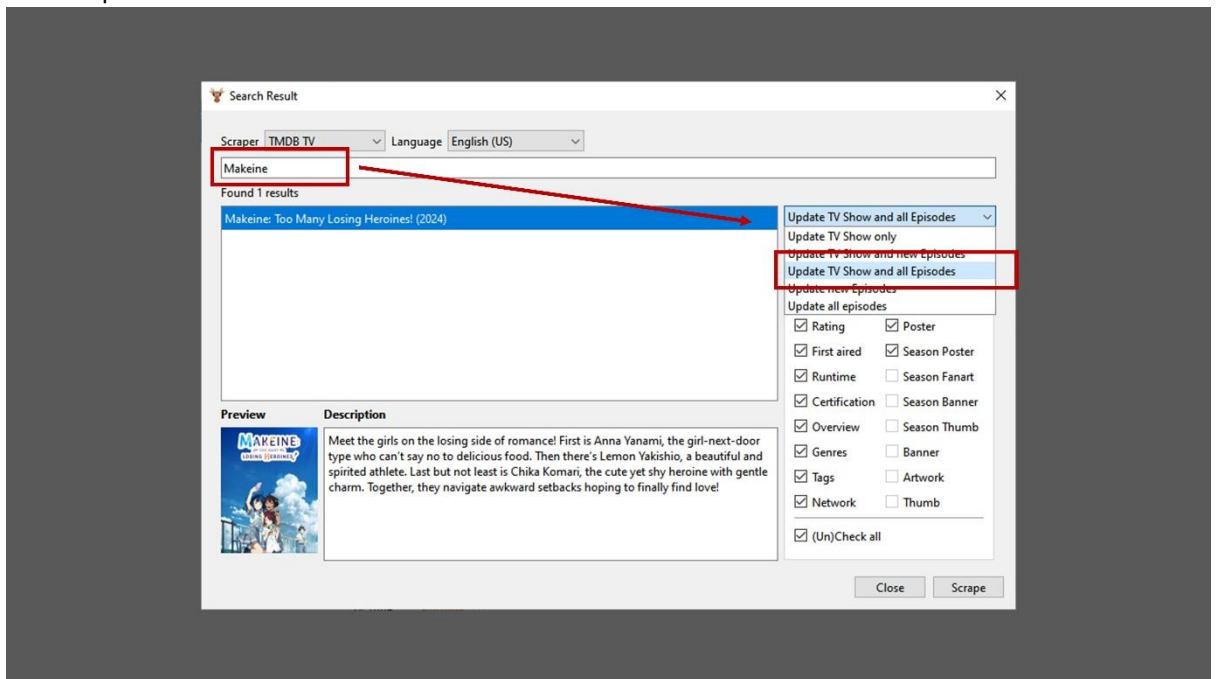 Search Result
Scraper TMDB TV Language English (US)
Makeine
Found 1 results
Makeine: Too Many Losing Heroines! (2024)
Update TV Show and all Episodes
Update TV Show only
Update TV Show and new Episodes
Update TV Show and all Episodes
Update new Episodes
Update all episodes
Rating Poster
First aired Season Poster
Runtime Season Fanart
Certification Season Banner
Overview Season Thumb
Genres Banner
Tags Artwork
Network Thumb
(Un)Check all
Preview Description
MAKEINE
LOSING HEROINES!
Meet the girls on the losing side of romance! First is Anna Yanami, the girl-next-door
type who can't say no to delicious food. Then there's Lemon Yakishio, a beautiful and
spirited athlete. Last but not least is Chika Komari, the cute yet shy heroine with gentle
charm. Together, they navigate awkward setbacks hoping to finally find love!
Close Scrape